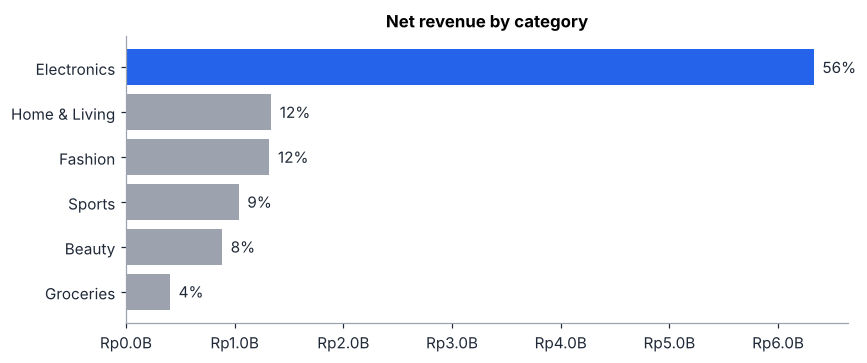 Net revenue by category
Electronics 56%
Home & Living 12%
Fashion 12%
Sports 9%
Beauty 8%
Groceries 4%
Rp0.0B Rp1.0B Rp2.0B Rp3.0B Rp4.0B Rp5.0B Rp6.0B